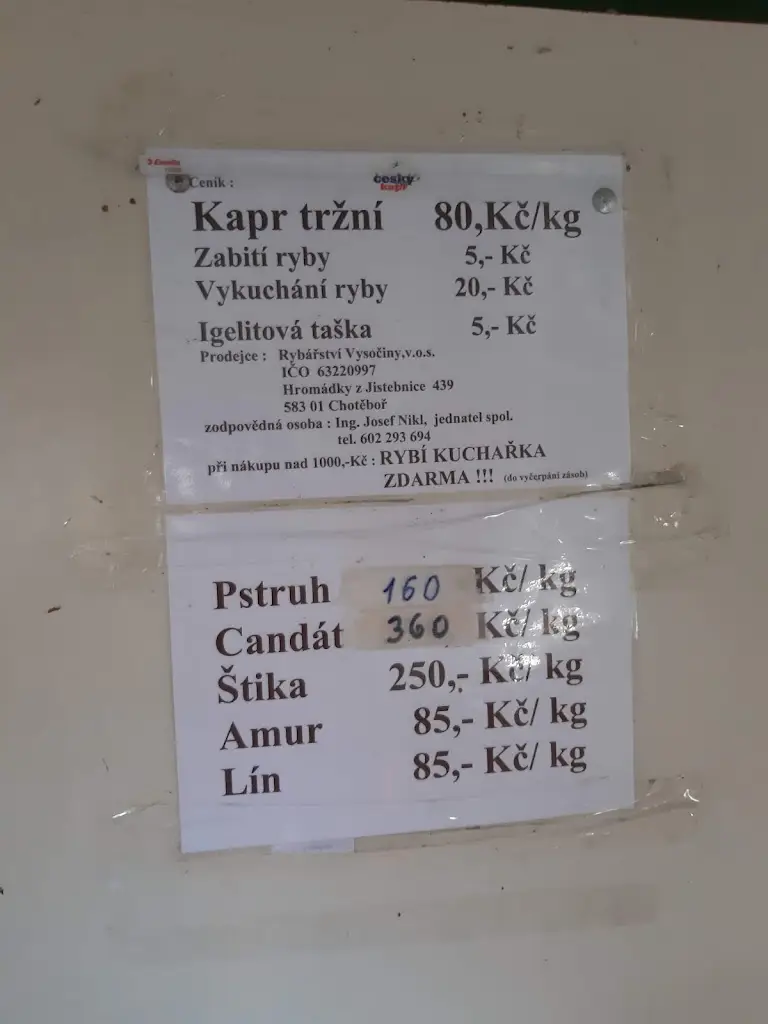 Ceník :
český
kapr
Kapr tržní 80,Kč/kg
Zabití ryby 5,- Kč
Vykuchání ryby 20,- Kč
Igelitová taška 5,- Kč
Prodejce : Rybářství Vysočiny,v.o.s.
IČO 63220997
Hromádky z Jistebnice 439
583 01 Chotěboř
zodpovědná osoba : Ing. Josef Nikl, jednatel spol.
tel. 602 293 694
při nákupu nad 1000,-Kč : RYBÍ KUCHAŘKA
ZDARMA !!! (do vyčerpání zásob)
Pstruh 160 Kč/ kg
Candát 360 Kč/ kg
Štika 250,- Kč/ kg
Amur 85,- Kč/ kg
Lín 85,- Kč/ kg